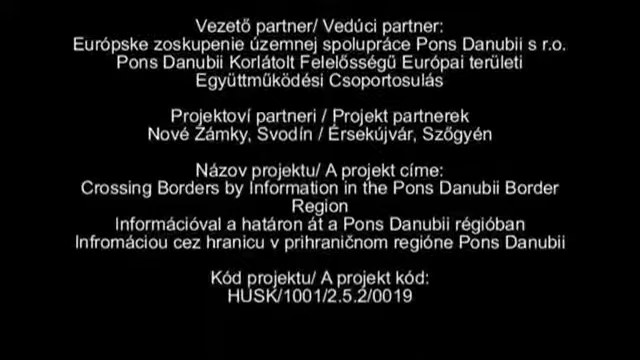 Vezető partner/ Vedúci partner:
Európske zoskupenie územnej spolupráce Pons Danubii s r.o.
Pons Danubii Korlátolt Felelősségű Európai területi
Együttműködési Csoportosulás
Projektoví partneri / Projekt partnerek
Nové Zámky, Svodín / Érsekújvár, Szőgyén
Názov projektu/ A projekt címe:
Crossing Borders by Information in the Pons Danubii Border
Region
Információval a határon át a Pons Danubii régióban
Infromáciou cez hranicu v prihraničnom regióne Pons Danubii
Kód projektu/ A projekt kód:
HUSK/1001/2.5.2/0019